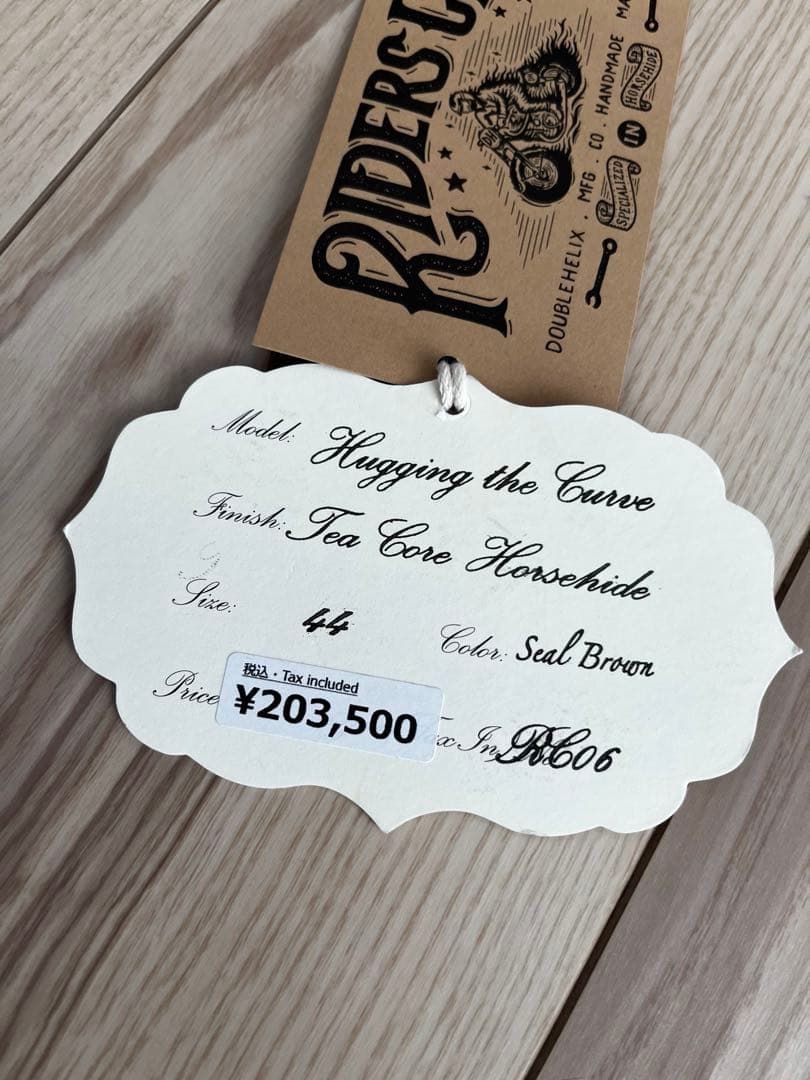 RIDERS
DOUBLEHELIX . MFG . CO . HANDMADE
SPECIALIZED IN HORSEHIDE
DH
Model: Hugging the Curve
Finish: Tea Core Horsehide
Size: 44 Color: Seal Brown
税込・Tax included
Price ¥203,500 In RC06